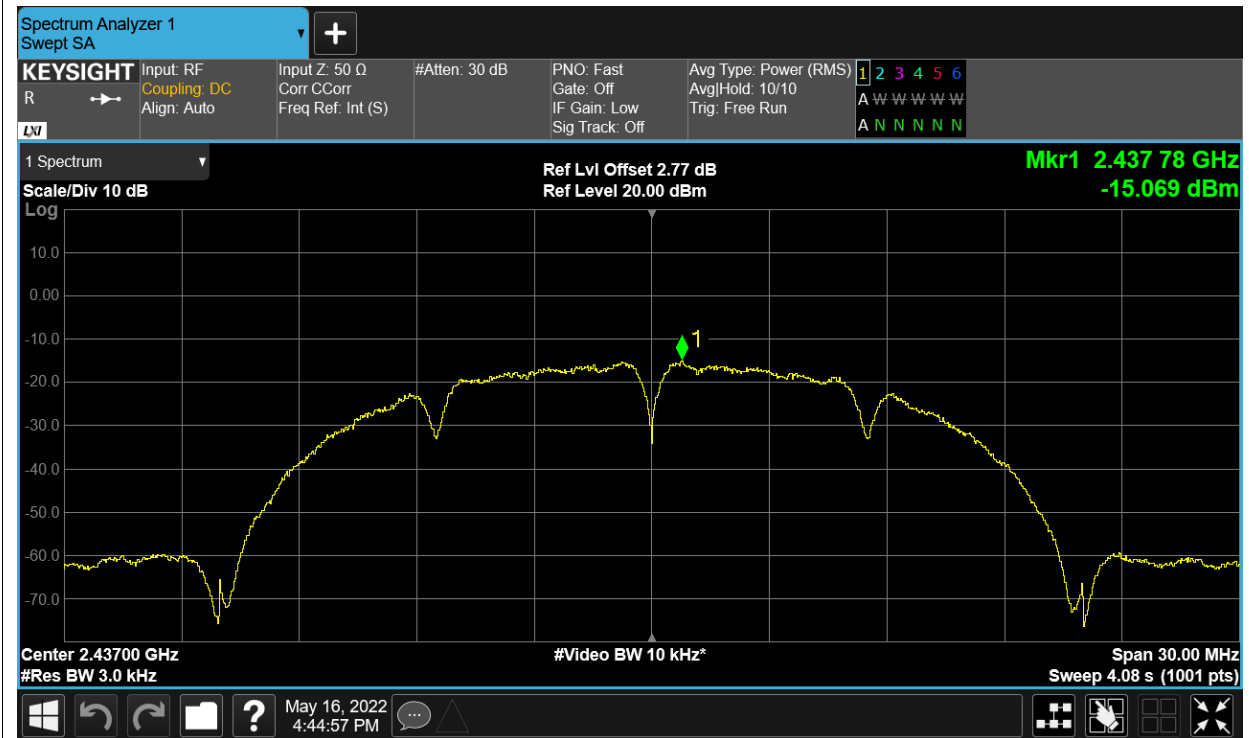 Spectrum Analyzer 1
Swept SA
KEYSIGHT
R
LXI
Input: RF
Coupling: DC
Align: Auto
Input Z: 50 Ω
Corr CCorr
Freq Ref: Int (S)
#Atten: 30 dB
PNO: Fast
Gate: Off
IF Gain: Low
Sig Track: Off
Avg Type: Power (RMS)
Avg|Hold: 10/10
Trig: Free Run
1 2 3 4 5 6
A W W W W W
A N N N N N
1 Spectrum
Scale/Div 10 dB
Log
Ref Lvl Offset 2.77 dB
Ref Level 20.00 dBm
Mkr1 2.437 78 GHz
-15.069 dBm
10.0
0.00
-10.0
-20.0
-30.0
-40.0
-50.0
-60.0
-70.0
1
Center 2.43700 GHz
#Res BW 3.0 kHz
#Video BW 10 kHz*
Span 30.00 MHz
Sweep 4.08 s (1001 pts)
?
May 16, 2022
4:44:57 PM